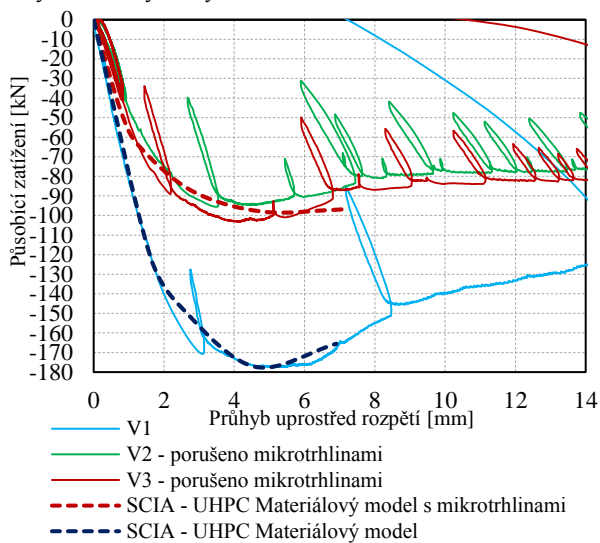 0
-10
-20
-30
-40
-50
-60
-70
-80
-90
-100
-110
-120
-130
-140
-150
-160
-170
-180
Působící zatížení [kN]
0 2 4 6 8 10 12 14
Průhyb uprostřed rozpětí [mm]
V1
V2 - porušeno mikrotrhlinami
V3 - porušeno mikrotrhlinami
SCIA - UHPC Materiálový model s mikrotrhlinami
SCIA - UHPC Materiálový model